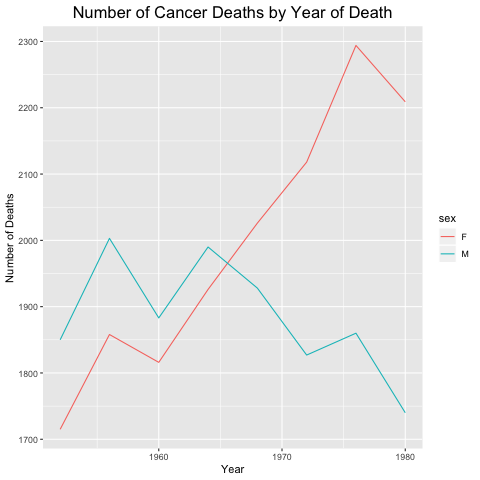 Number of Cancer Deaths by Year of Death
2300
2200
2100
2000
1900
1800
1700
Number of Deaths
1960
1970
1980
Year
sex
F
M